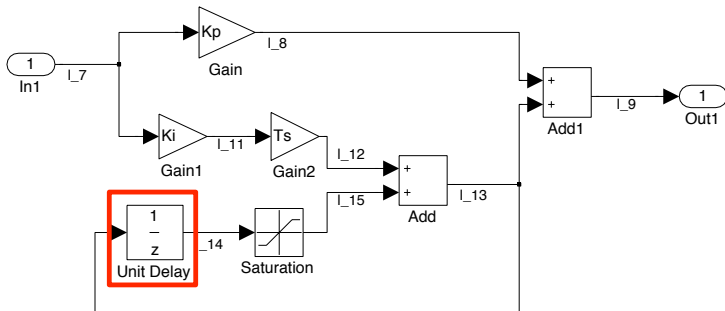 Kp
l_8
1
In1
l_7
Gain
+
+
Add1
l_9
1
Out1
Ki
l_11
Gain1
Ts
Gain2
l_12
+
+
l_15
Add
l_13
1
z
Unit Delay
_14
Saturation